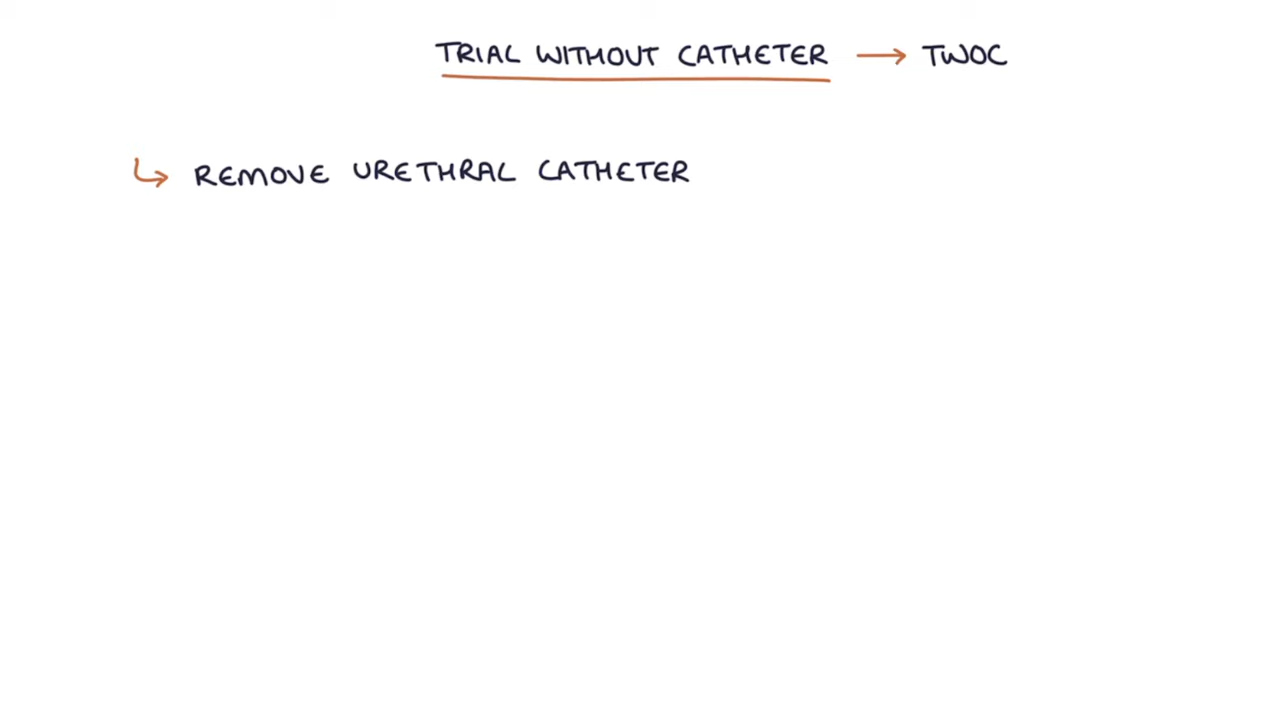 TRIAL WITHOUT CATHETER → TWOC
↳ REMOVE URETHRAL CATHETER